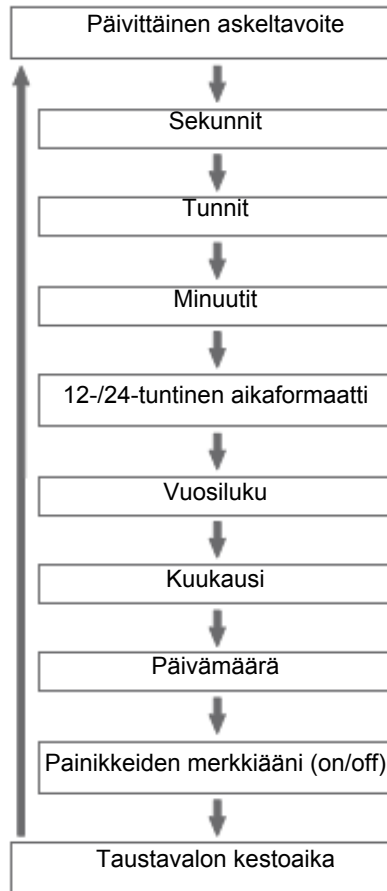 Päivittäinen askeltavoite
Sekunnit
Tunnit
Minuutit
12-/24-tuntinen aikaformaatti
Vuosiluku
Kuukausi
Päivämäärä
Painikkeiden merkkiääni (on/off)
Taustavalon kestoaika